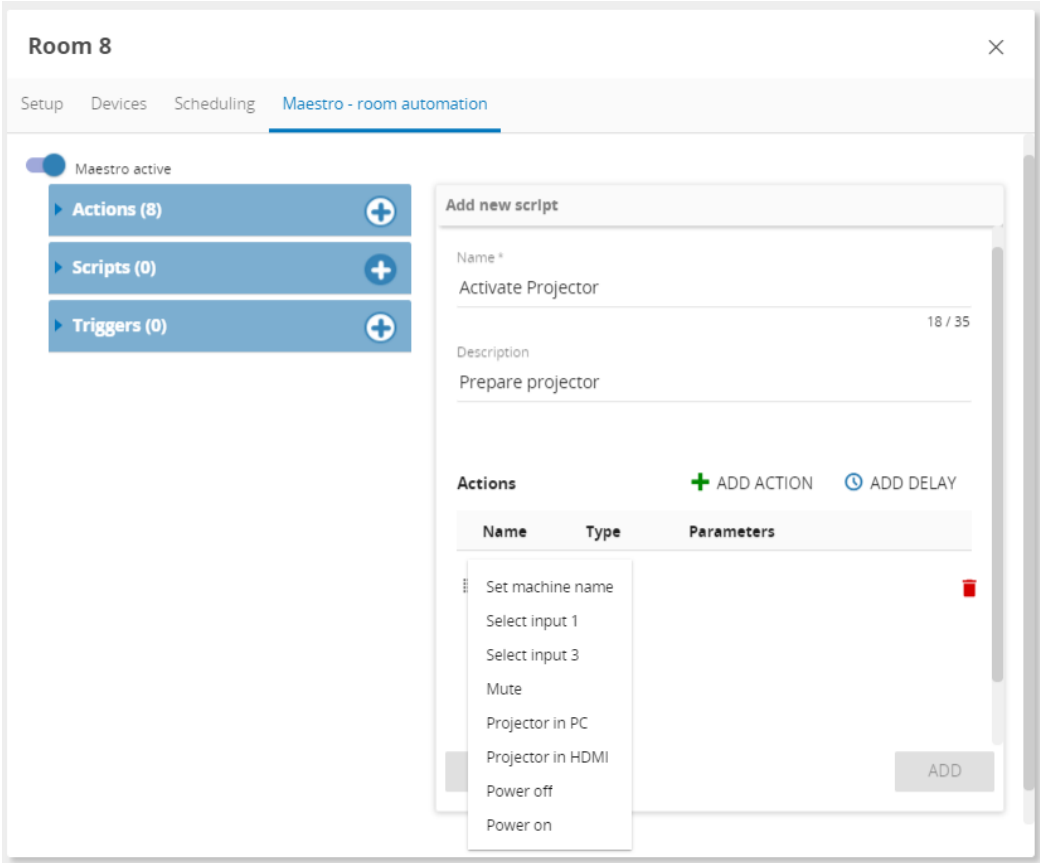 Room 8
Setup Devices Scheduling Maestro - room automation
Maestro active
Actions (8)
Scripts (0)
Triggers (0)
Add new script
Name *
Activate Projector
18 / 35
Description
Prepare projector
Actions ADD ACTION ADD DELAY
Name Type Parameters
Set machine name
Select input 1
Select input 3
Mute
Projector in PC
Projector in HDMI
Power off
Power on
ADD